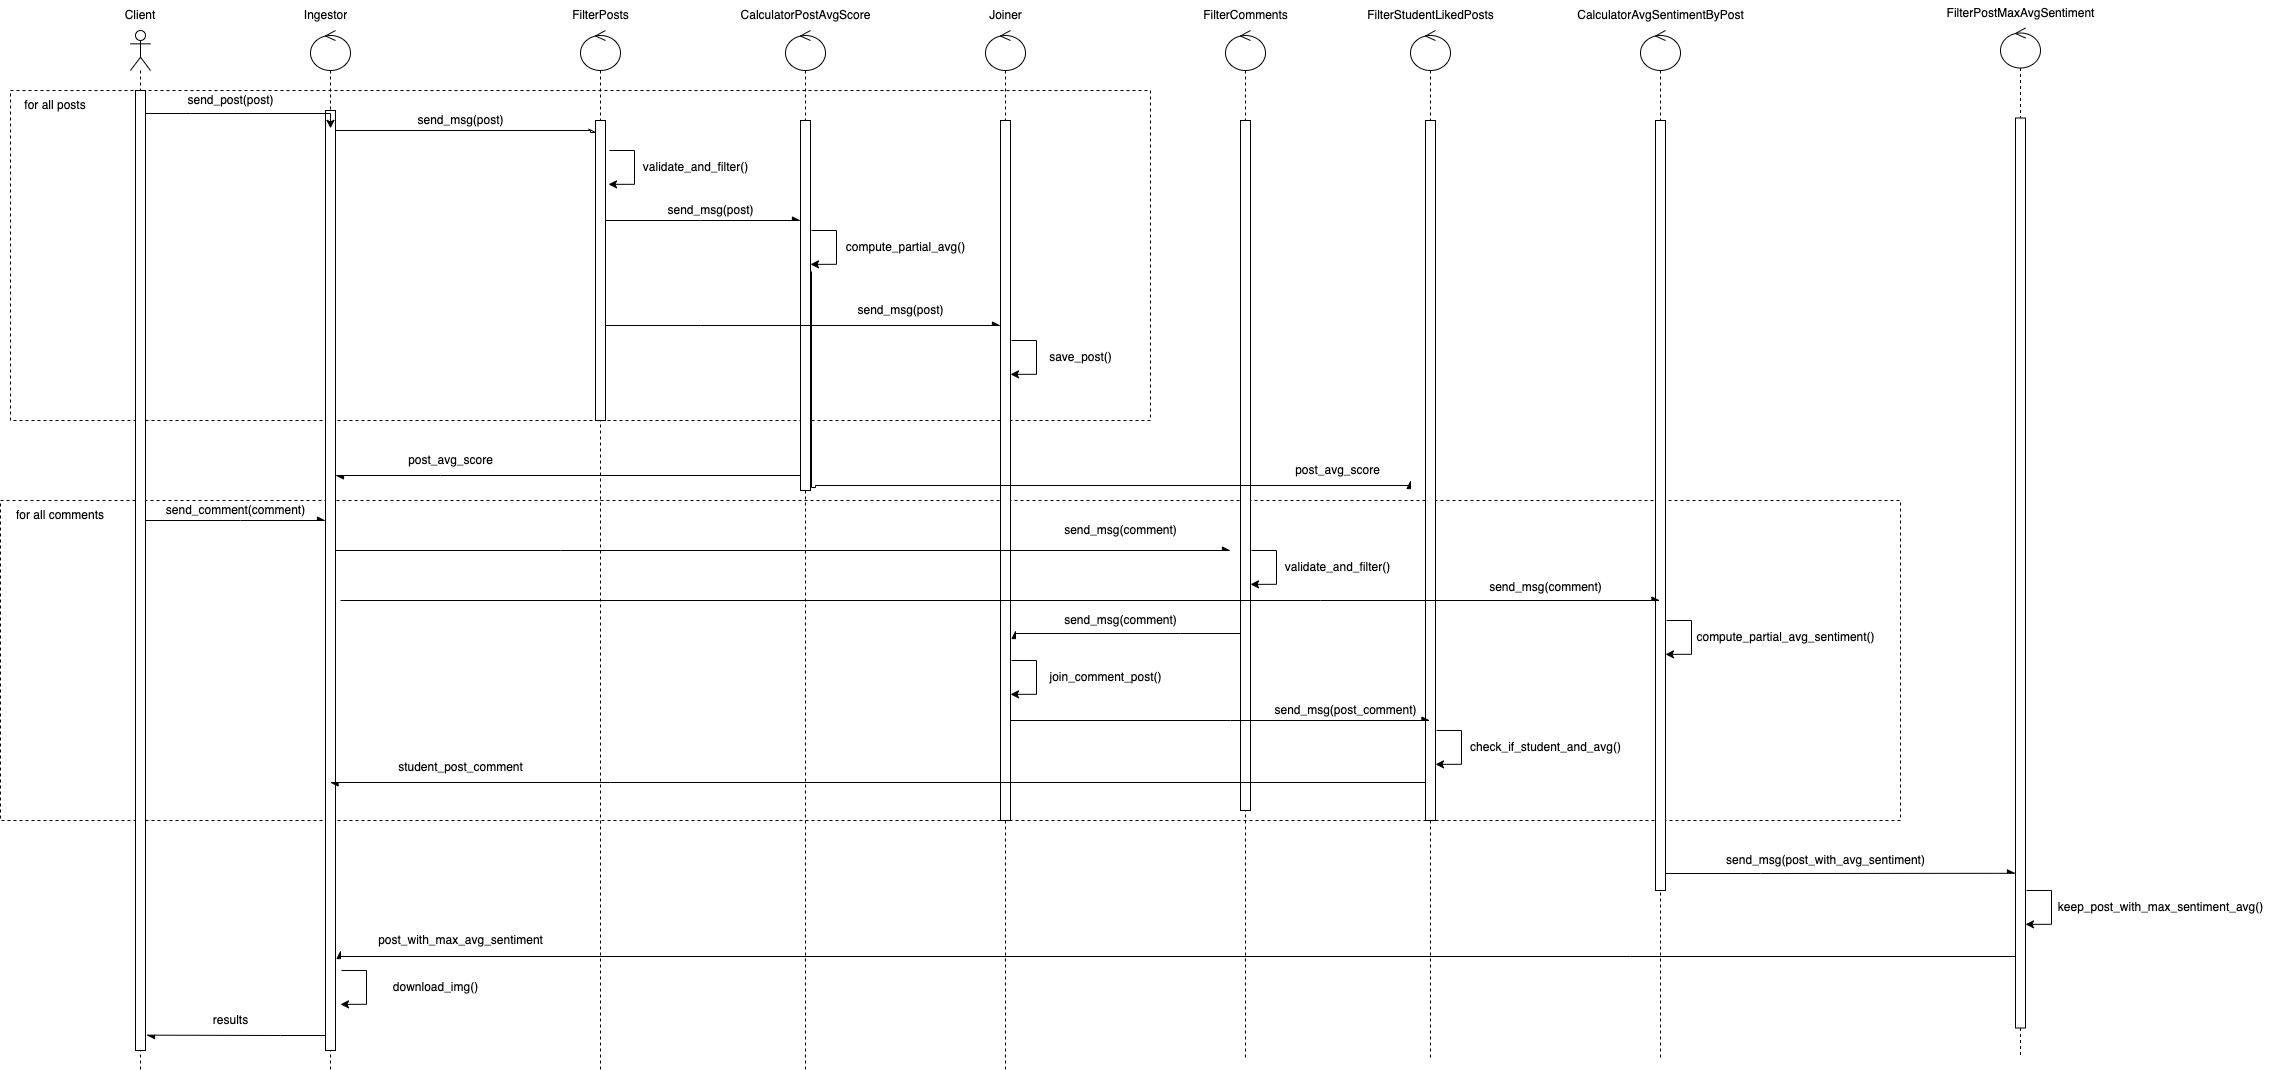 Client
Ingestor
FilterPosts
CalculatorPostAvgScore
Joiner
FilterComments
FilterStudentLikedPosts
CalculatorAvgSentimentByPost
FilterPostMaxAvgSentiment
for all posts
send_post(post)
send_msg(post)
validate_and_filter()
send_msg(post)
compute_partial_avg()
send_msg(post)
save_post()
post_avg_score
post_avg_score
for all comments
send_comment(comment)
send_msg(comment)
validate_and_filter()
send_msg(comment)
send_msg(comment)
compute_partial_avg_sentiment()
join_comment_post()
send_msg(post_comment)
check_if_student_and_avg()
student_post_comment
send_msg(post_with_avg_sentiment)
keep_post_with_max_sentiment_avg()
post_with_max_avg_sentiment
download_img()
results